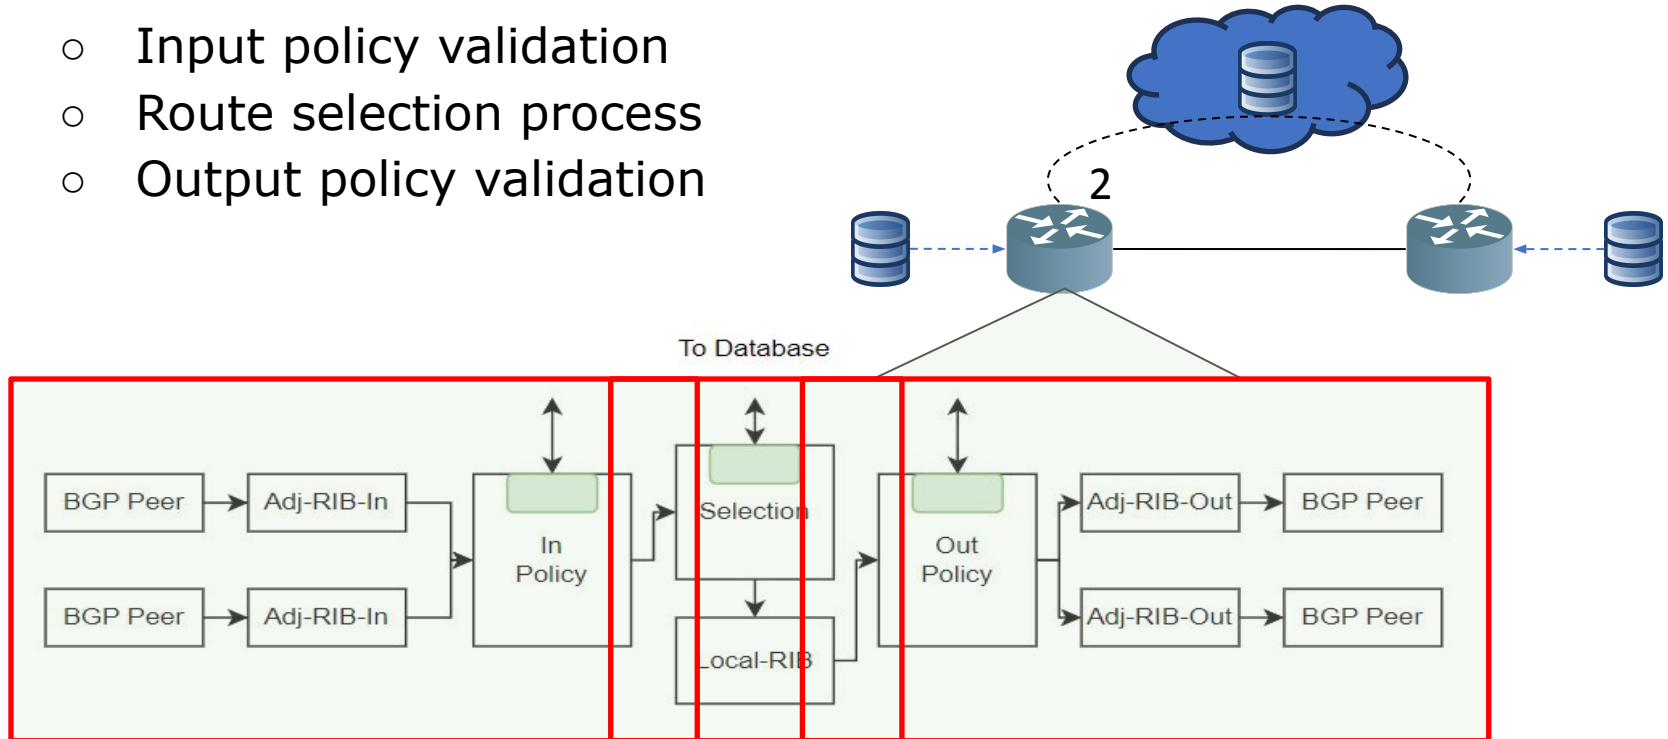 Input policy validation
Route selection process
Output policy validation
2
To Database
BGP Peer
Adj-RIB-In
In
Policy
Selection
Out
Policy
Adj-RIB-Out
BGP Peer
BGP Peer
Adj-RIB-In
Local-RIB
Adj-RIB-Out
BGP Peer